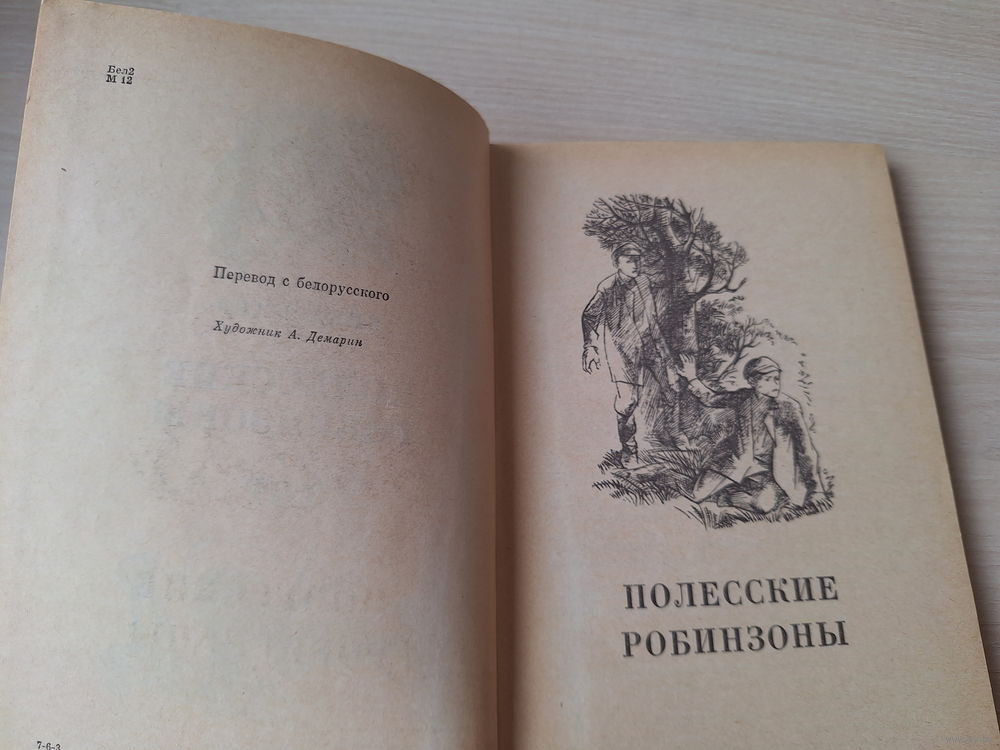 Бел2
М 12
Перевод с белорусского
Художник А. Демарин
7-6-3
ПОЛЕССКИЕ
РОБИНЗОНЫ